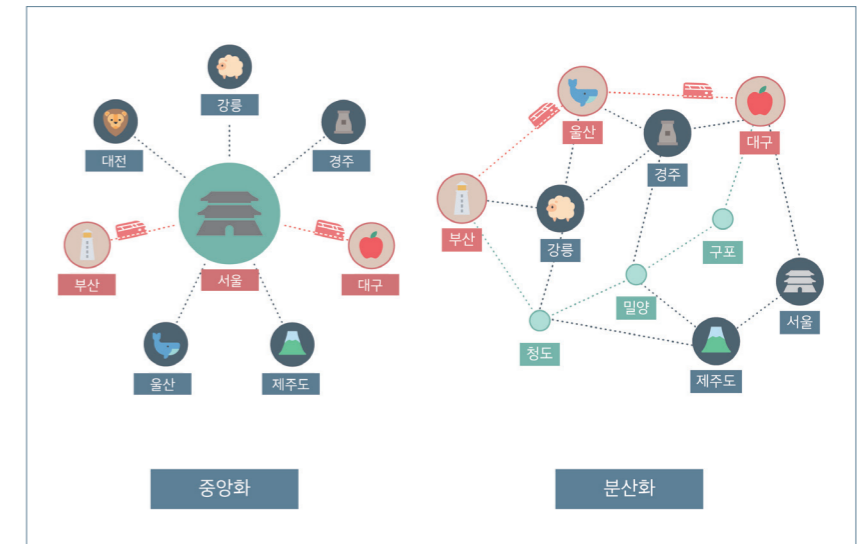 강릉
대전
경주
부산
서울
대구
울산
제주도
중앙화
울산
대구
경주
부산
강릉
구포
밀양
서울
청도
제주도
분산화